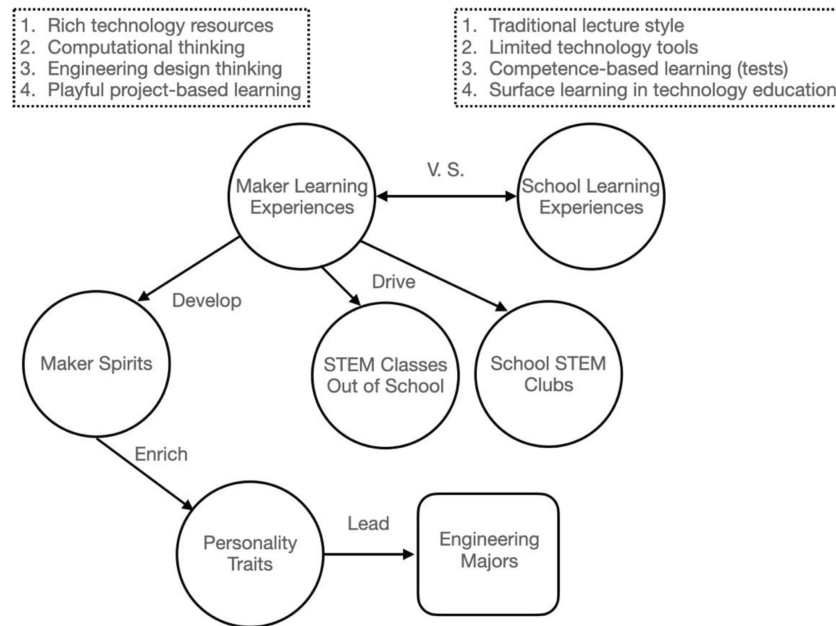 1. Rich technology resources
2. Computational thinking
3. Engineering design thinking
4. Playful project-based learning
1. Traditional lecture style
2. Limited technology tools
3. Competence-based learning (tests)
4. Surface learning in technology education
Maker Learning
Experiences
V. S.
School Learning
Experiences
Develop
Drive
Maker Spirits
STEM Classes
Out of School
School STEM
Clubs
Enrich
Personality
Traits
Lead
Engineering
Majors